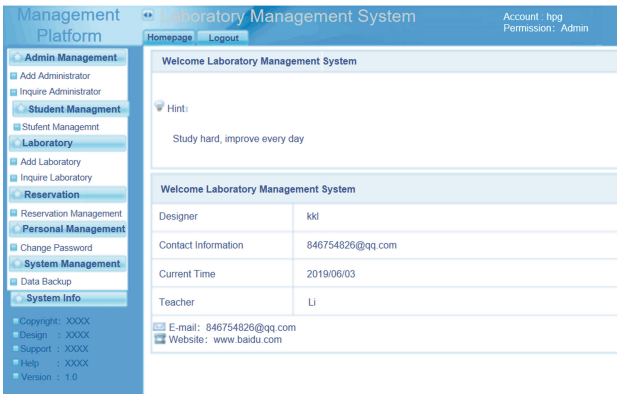 Management
Platform
Laboratory Management System
Account : hpg
Permission: Admin
Homepage
Logout
Admin Management
Add Administrator
Inquire Administrator
Student Managment
Stufent Managemnt
Laboratory
Add Laboratory
Inquire Laboratory
Reservation
Reservation Management
Personal Management
Change Password
System Management
Data Backup
System Info
Copyright: XXXX
Design : XXXX
Support : XXXX
Help : XXXX
Version : 1.0
Welcome Laboratory Management System
Hint:
Study hard, improve every day
Welcome Laboratory Management System
Designer kkl
Contact Information 846754826@qq.com
Current Time 2019/06/03
Teacher Li
E-mail: 846754826@qq.com
Website: www.baidu.com